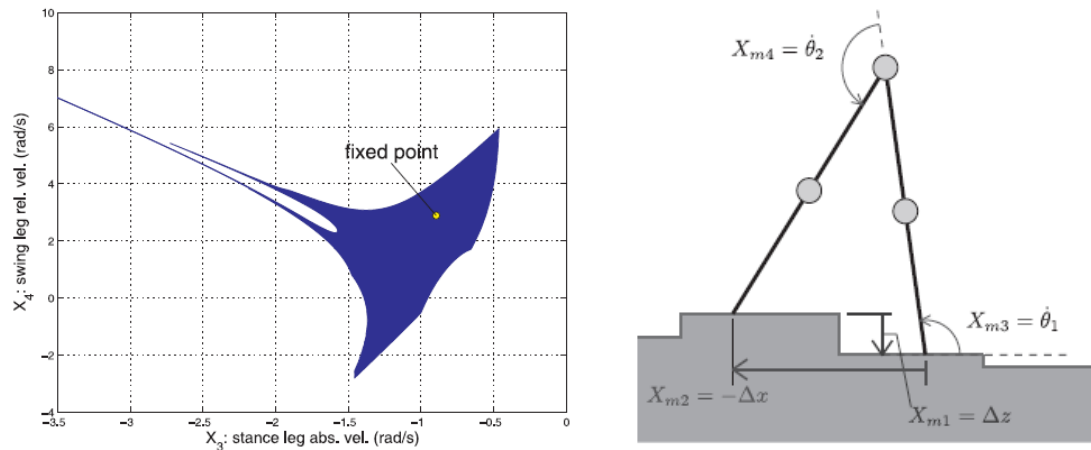 10
8
6
4
2
0
−2
−4
−3.5
−3
−2.5
−2
−1.5
−1
−0.5
0
X4: swing leg rel. vel. (rad/s)
X3: stance leg abs. vel. (rad/s)
fixed point
Xm4 = θ̇2
Xm3 = θ̇1
Xm2 = −Δx
Xm1 = Δz